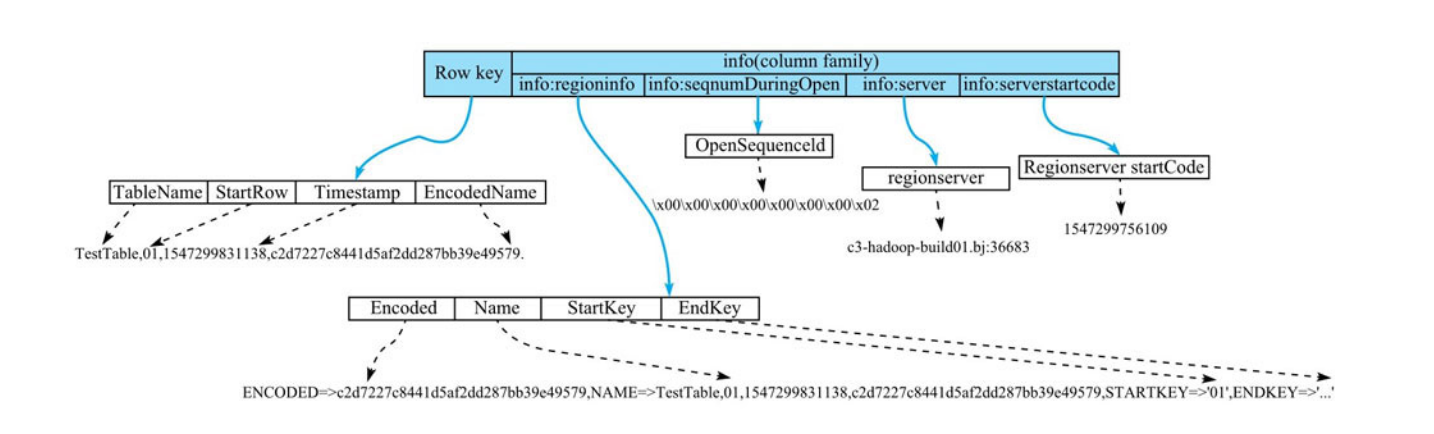 Row key
info(column family)
info:regioninfo info:seqnumDuringOpen info:server info:serverstartcode
OpenSequenceld
Regionserver startCode
regionserver
TableName StartRow Timestamp EncodedName
\x00\x00\x00\x00\x00\x00\x00\x02
1547299756109
c3-hadoop-build01.bj:36683
TestTable,01,1547299831138,c2d7227c8441d5af2dd287bb39e49579.
Encoded Name StartKey EndKey
ENCODED=>c2d7227c8441d5af2dd287bb39e49579,NAME=>TestTable,01,1547299831138,c2d7227c8441d5af2dd287bb39e49579,STARTKEY=>'01',ENDKEY=>'...'